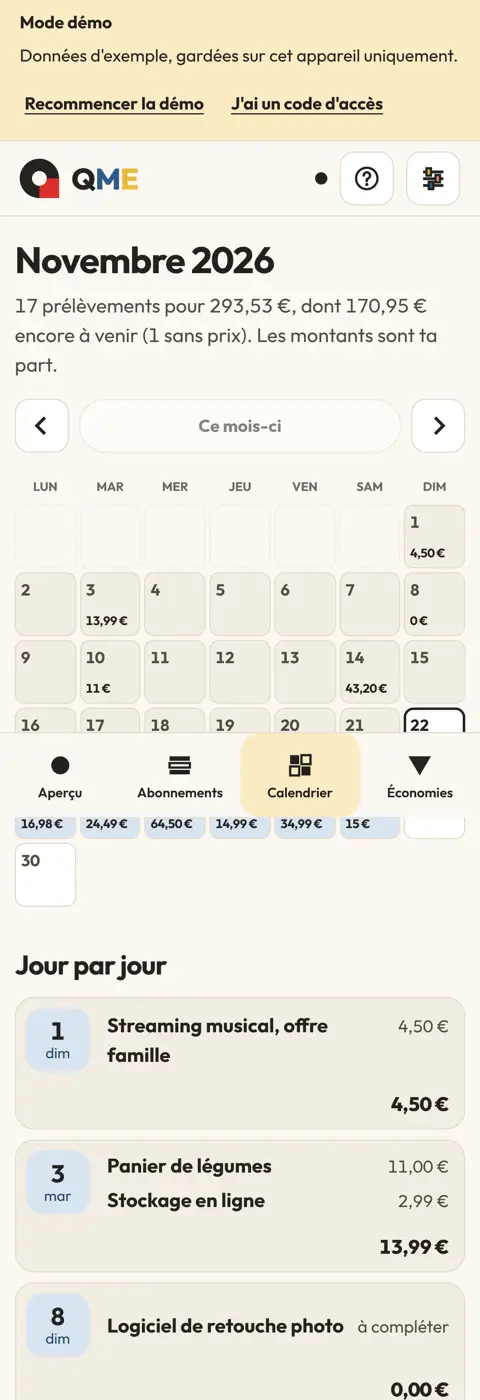 Mode démo
Données d'exemple, gardées sur cet appareil uniquement.
Recommencer la démo J'ai un code d'accès
QME
Novembre 2026
17 prélèvements pour 293,53 €, dont 170,95 €
encore à venir (1 sans prix). Les montants sont ta
part.
Ce mois-ci
LUN MAR MER JEU VEN SAM DIM
1
4,50 €
2 3 4 5 6 7 8
13,99 € 0 €
9 10 11 12 13 14 15
11 € 43,20 €
16 17 18 19 20 21 22
Aperçu Abonnements Calendrier Économies
16,98 € 24,49 € 64,50 € 14,99 € 34,99 € 15 €
30
Jour par jour
1 Streaming musical, offre 4,50 €
dim famille
4,50 €
3 Panier de légumes 11,00 €
mar Stockage en ligne 2,99 €
13,99 €
8 Logiciel de retouche photo à compléter
dim
0,00 €